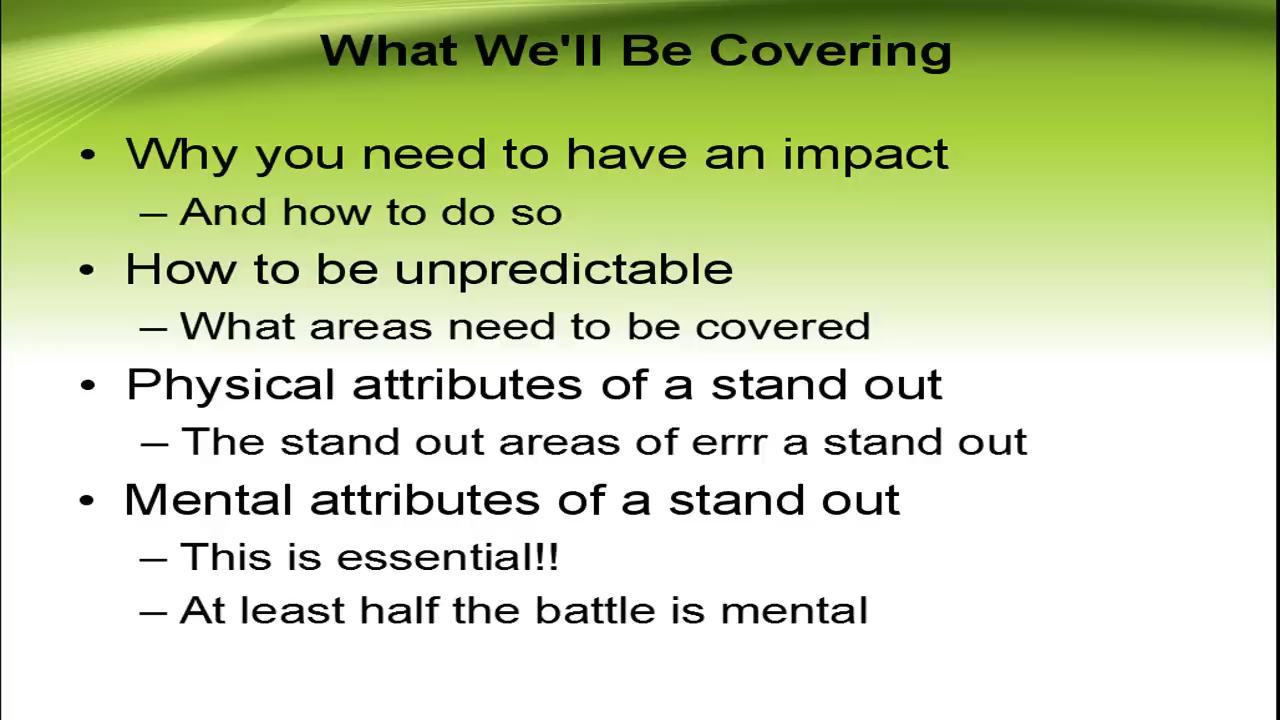 What We'll Be Covering
• Why you need to have an impact
– And how to do so
• How to be unpredictable
– What areas need to be covered
• Physical attributes of a stand out
– The stand out areas of errr a stand out
• Mental attributes of a stand out
– This is essential!!
– At least half the battle is mental